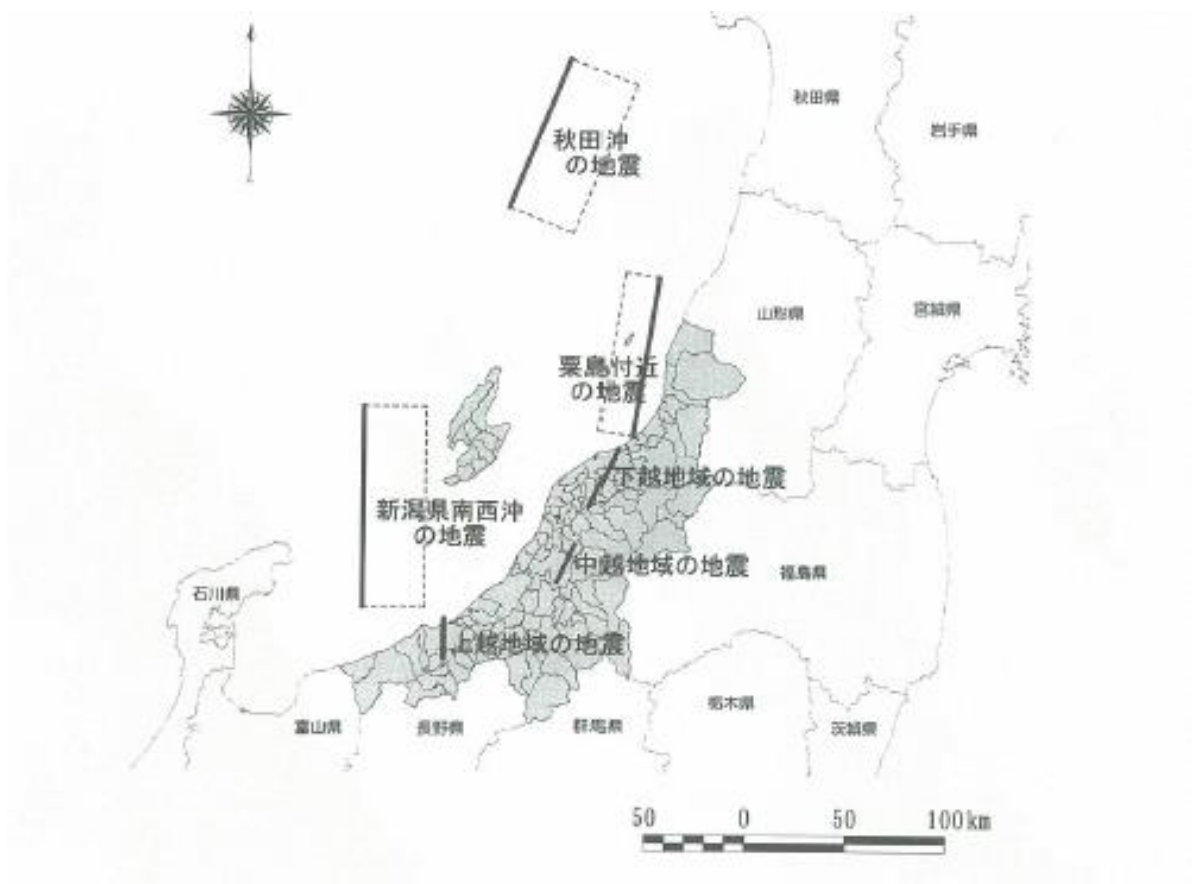 秋田県
岩手県
秋田沖
の地震
山形県
宮城県
粟島付近
の地震
下越地域の地震
新潟県南西沖
の地震
中越地域の地震
福島県
石川県
上越地域の地震
富山県
長野県
群馬県
栃木県
茨城県
50 0 50 100km